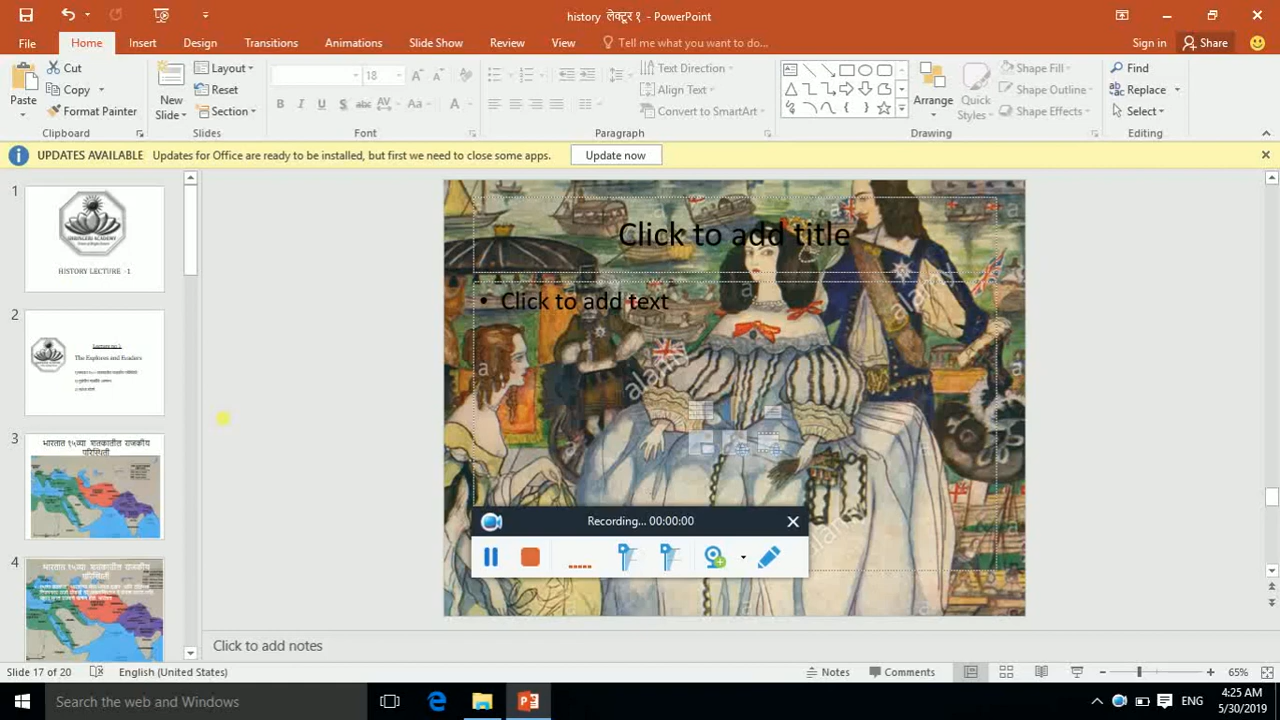 history लेक्टूर १ - PowerPoint
File Home Insert Design Transitions Animations Slide Show Review View Tell me what you want to do... Sign in Share
Paste Cut Copy Format Painter Clipboard
New Slide Layout Reset Section Slides
18 Font
Text Direction Align Text Convert to SmartArt Paragraph
Arrange Quick Styles Shape Fill Shape Outline Shape Effects Drawing
Find Replace Select Editing
UPDATES AVAILABLE Updates for Office are ready to be installed, but first we need to close some apps. Update now
1
HISTORY LECTURE -1
2
Lecture no 1
3
भारतात १५व्या शतकातील राजकीय
परिस्थिती
4
भारतात १५व्या शतकातील राजकीय
परिस्थिती
Click to add title
• Click to add text
alamy
Recording... 00:00:00
Click to add notes
Slide 17 of 20 English (United States) Notes Comments 65%
Search the web and Windows
ENG
4:25 AM
5/30/2019